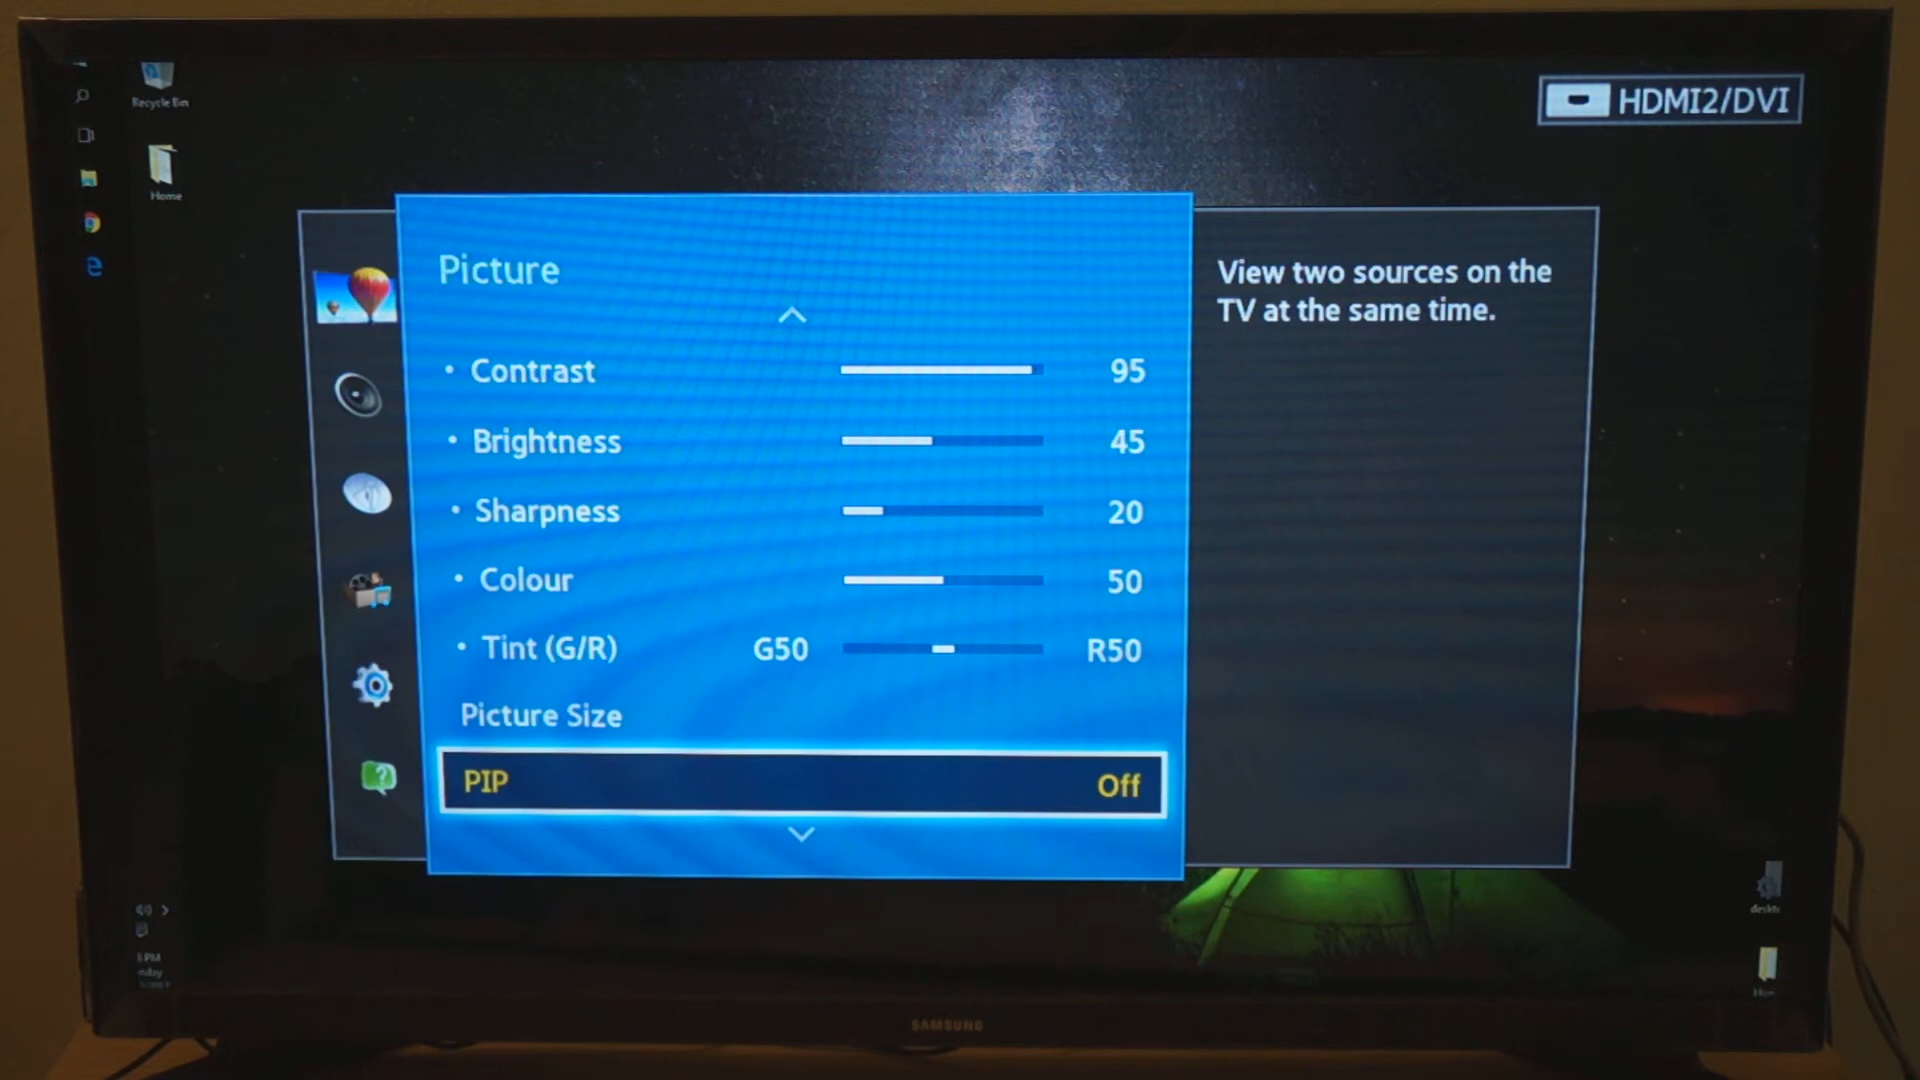 Recycle Bin
HDMI2/DVI
Home
Picture
View two sources on the
TV at the same time.
• Contrast 95
• Brightness 45
• Sharpness 20
• Colour 50
• Tint (G/R) G50 R50
Picture Size
PIP Off
SAMSUNG